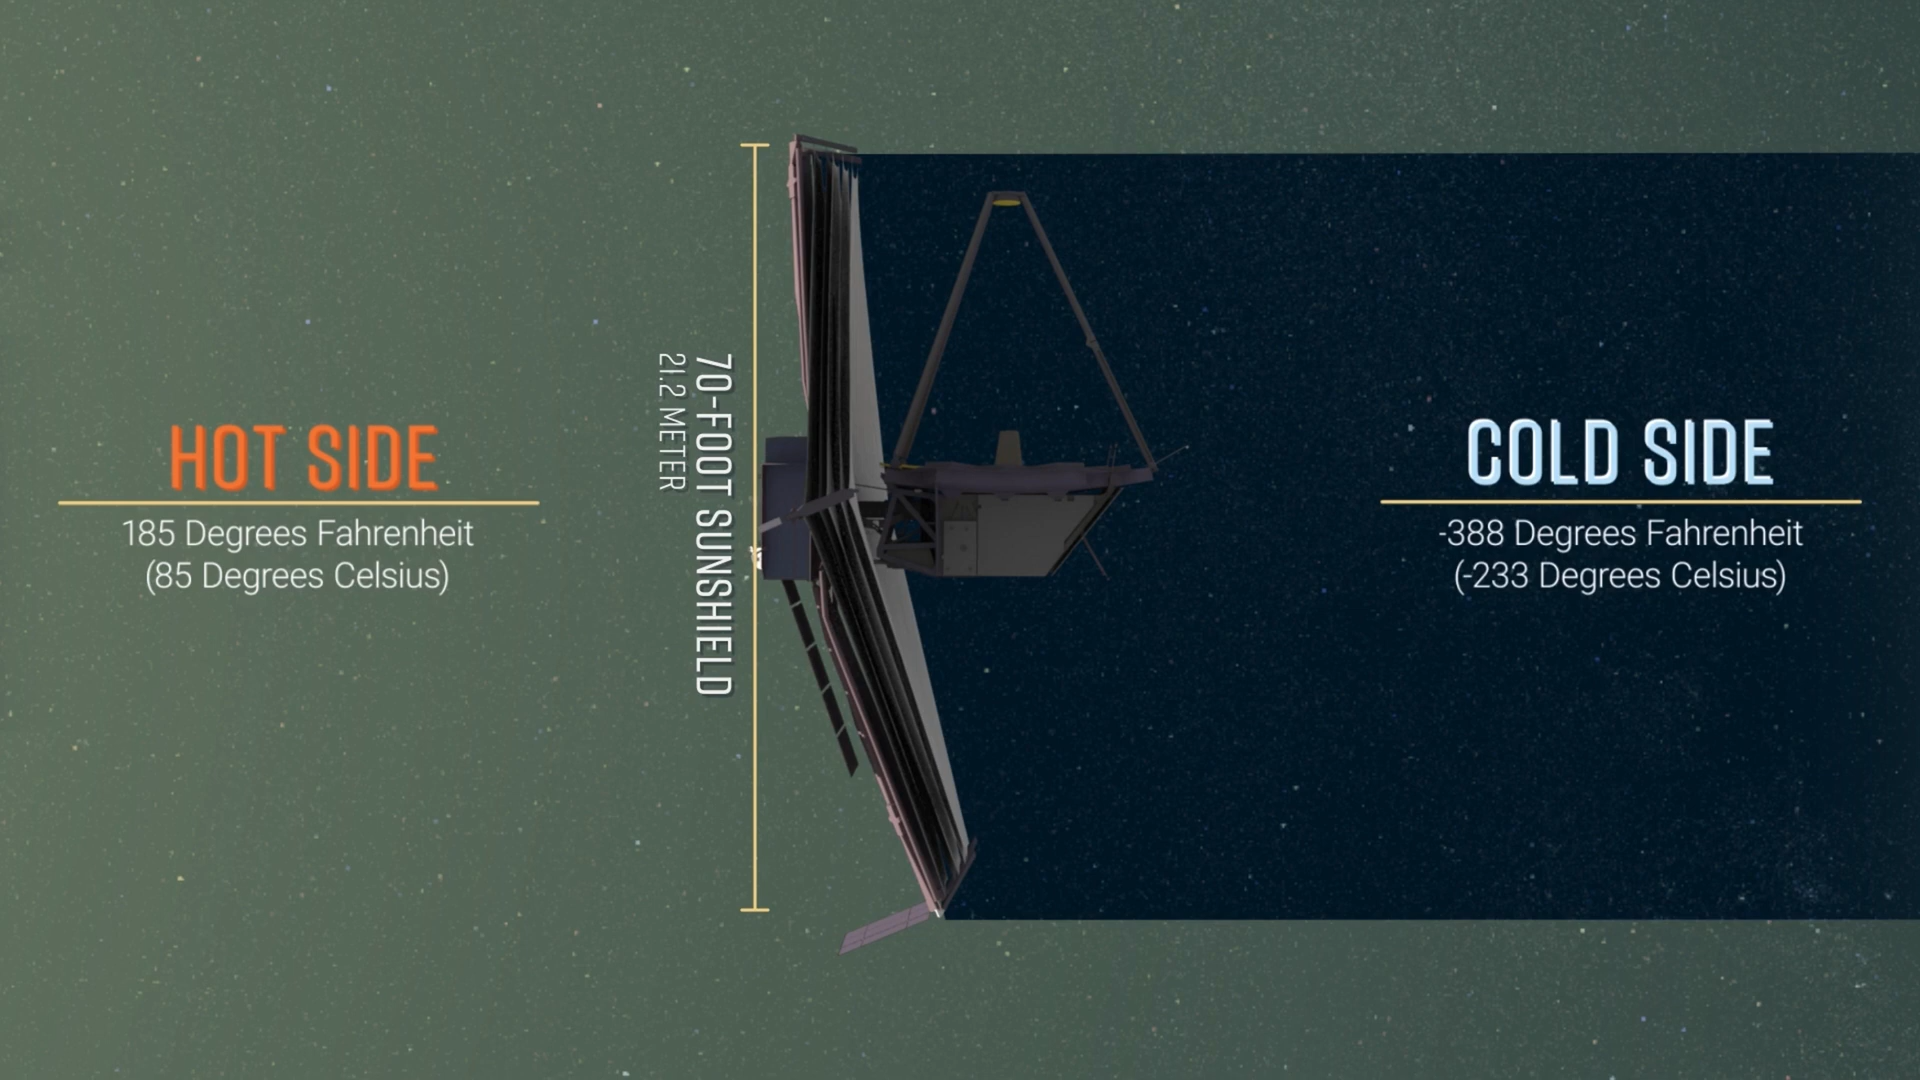 HOT SIDE
185 Degrees Fahrenheit
(85 Degrees Celsius)
70-FOOT SUNSHIELD
21.2 METER
COLD SIDE
-388 Degrees Fahrenheit
(-233 Degrees Celsius)